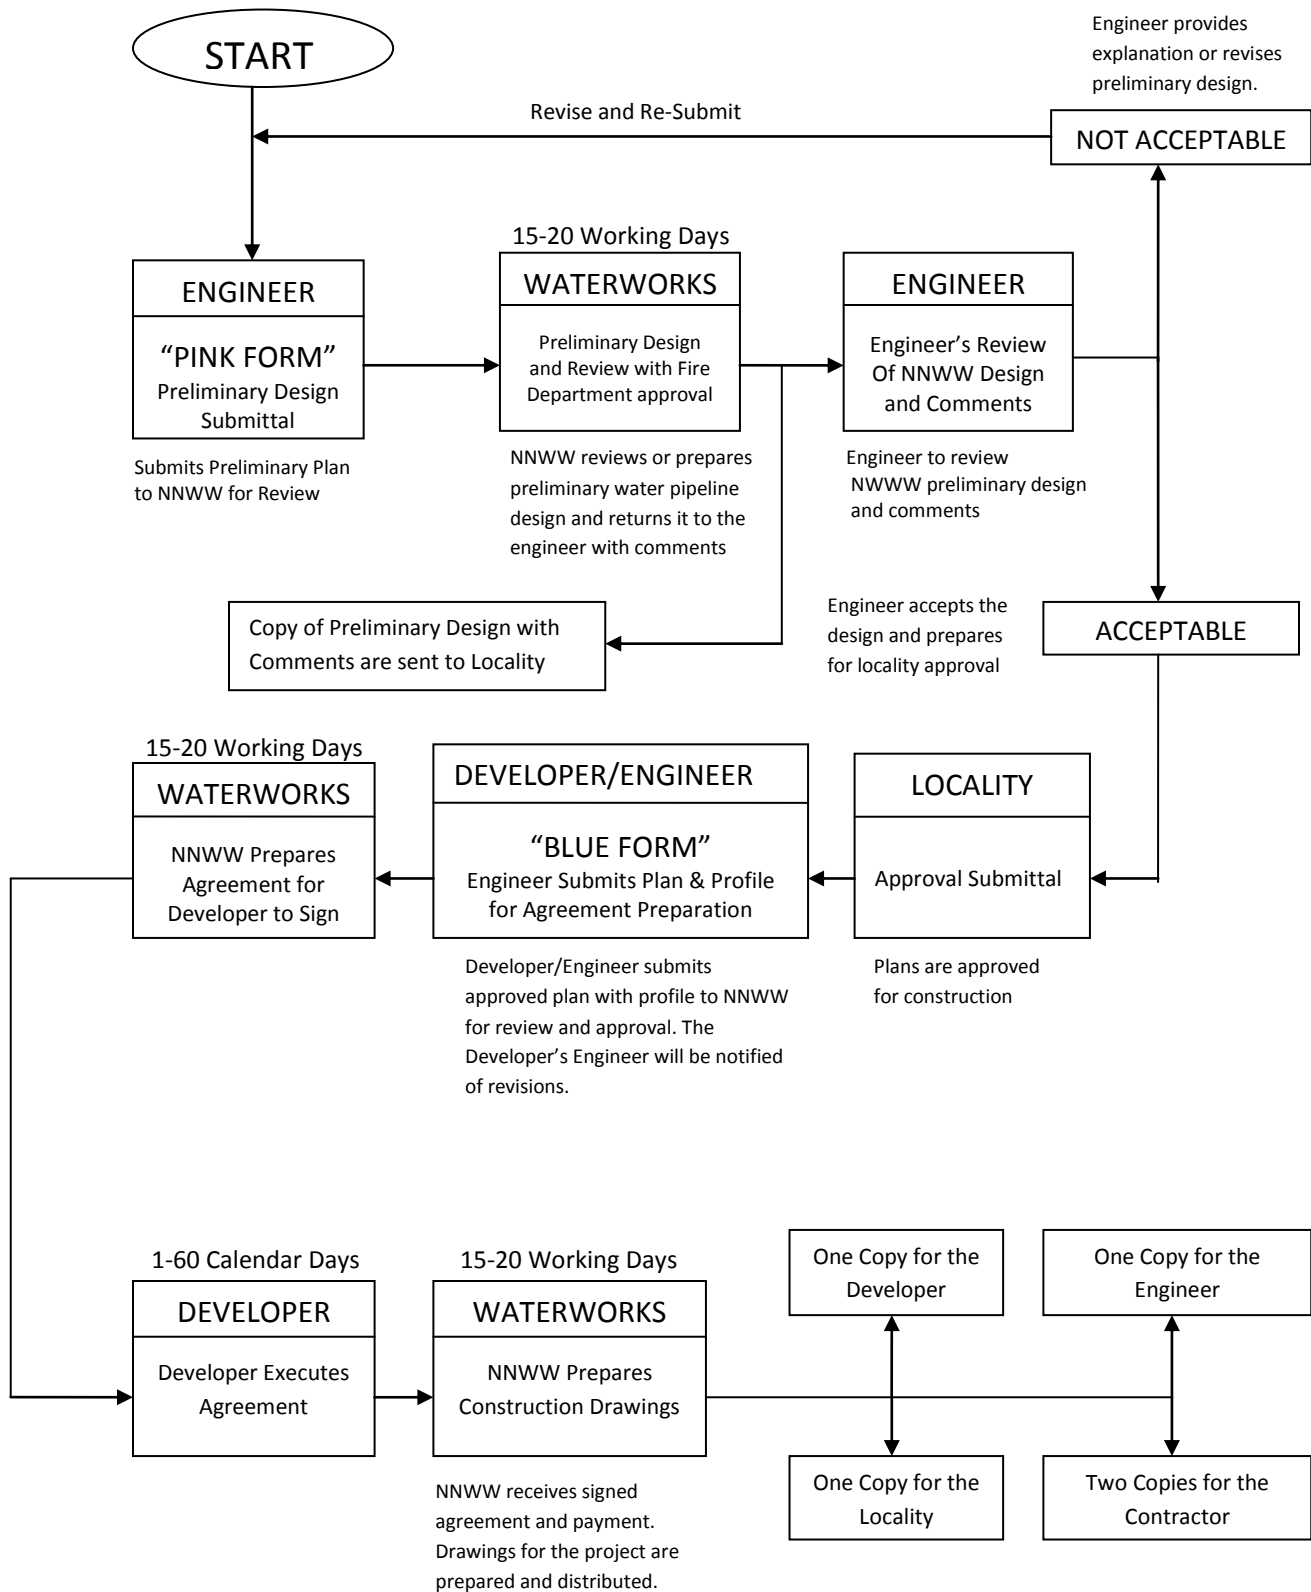 START
Engineer provides
explanation or revises
preliminary design.
Revise and Re-Submit
NOT ACCEPTABLE
ENGINEER
“PINK FORM”
Preliminary Design
Submittal
Submits Preliminary Plan
to NNWW for Review
15-20 Working Days
WATERWORKS
Preliminary Design
and Review with Fire
Department approval
NNWW reviews or prepares
preliminary water pipeline
design and returns it to the
engineer with comments
ENGINEER
Engineer’s Review
Of NNWW Design
and Comments
Engineer to review
NWWW preliminary design
and comments
Copy of Preliminary Design with
Comments are sent to Locality
Engineer accepts the
design and prepares
for locality approval
ACCEPTABLE
LOCALITY
Approval Submittal
Plans are approved
for construction
DEVELOPER/ENGINEER
“BLUE FORM”
Engineer Submits Plan & Profile
for Agreement Preparation
Developer/Engineer submits
approved plan with profile to NNWW
for review and approval. The
Developer’s Engineer will be notified
of revisions.
15-20 Working Days
WATERWORKS
NNWW Prepares
Agreement for
Developer to Sign
1-60 Calendar Days
DEVELOPER
Developer Executes
Agreement
15-20 Working Days
WATERWORKS
NNWW Prepares
Construction Drawings
NNWW receives signed
agreement and payment.
Drawings for the project are
prepared and distributed.
One Copy for the
Developer
One Copy for the
Engineer
One Copy for the
Locality
Two Copies for the
Contractor